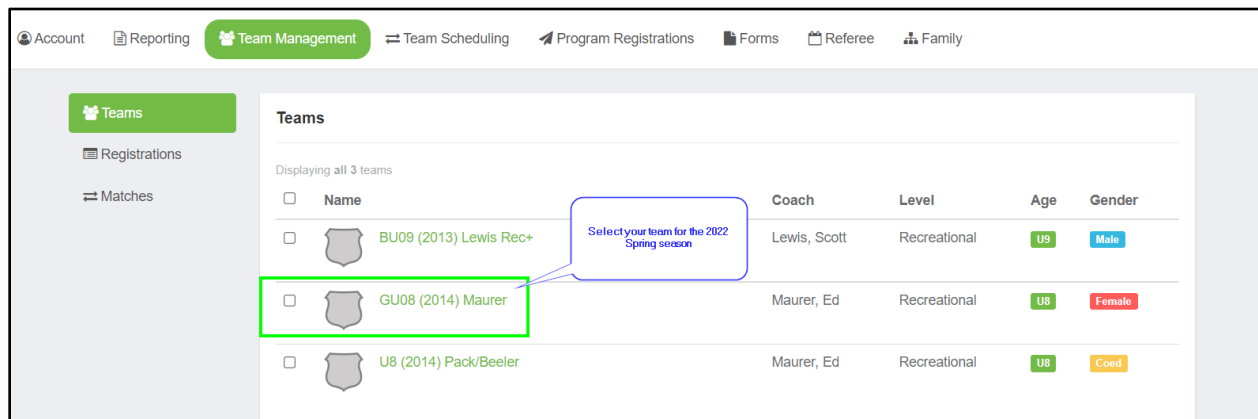 Account Reporting Team Management Team Scheduling Program Registrations Forms Referee Family
Teams
Registrations
Matches
Teams
Displaying all 3 teams
Name Coach Level Age Gender
BU09 (2013) Lewis Rec+ Lewis, Scott Recreational U9 Male
Select your team for the 2022
Spring season
GU08 (2014) Maurer Maurer, Ed Recreational U8 Female
U8 (2014) Pack/Beeler Maurer, Ed Recreational U8 Coed